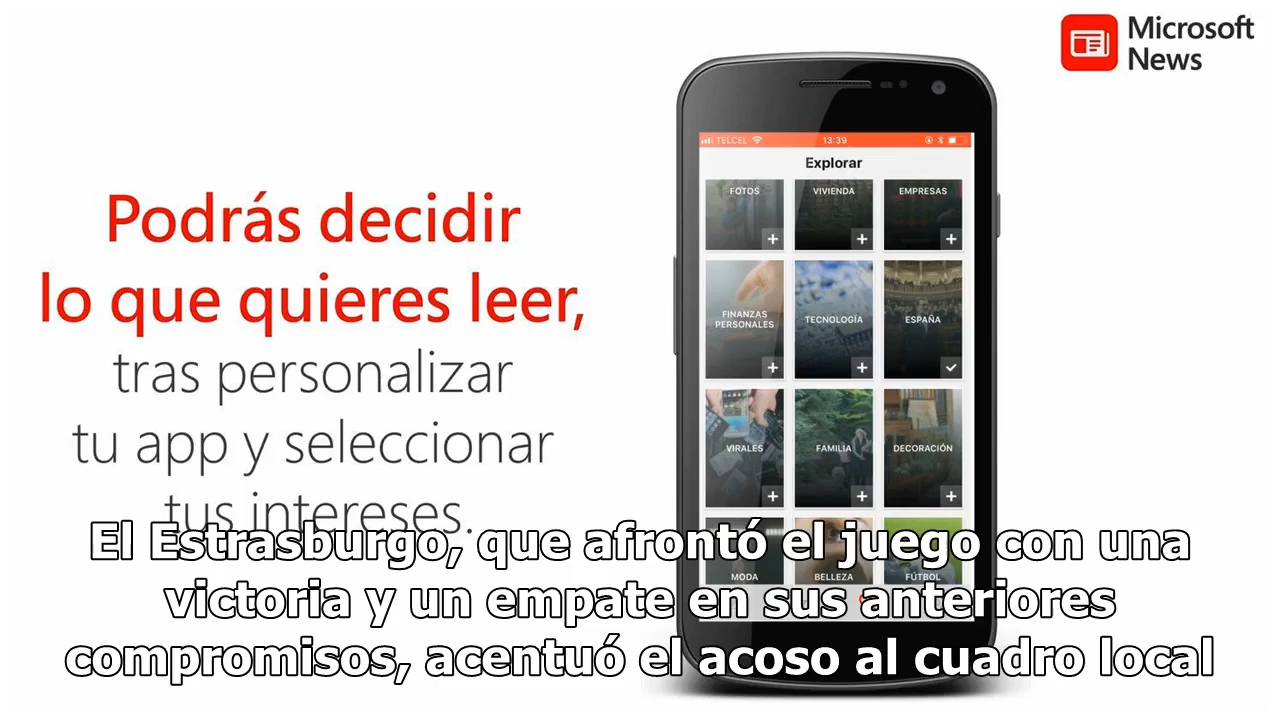 Microsoft
News
TELCEL 13:39
Explorar
FOTOS VIVIENDA EMPRESAS
FINANZAS
PERSONALES
TECNOLOGÍA
ESPAÑA
VIRALES FAMILIA DECORACIÓN
MODA BELLEZA FÚTBOL
Podrás decidir
lo que quieres leer,
tras personalizar
tu app y seleccionar
tus intereses.
El Estrasburgo, que afrontó el juego con una
victoria y un empate en sus anteriores
compromisos, acentuó el acoso al cuadro local